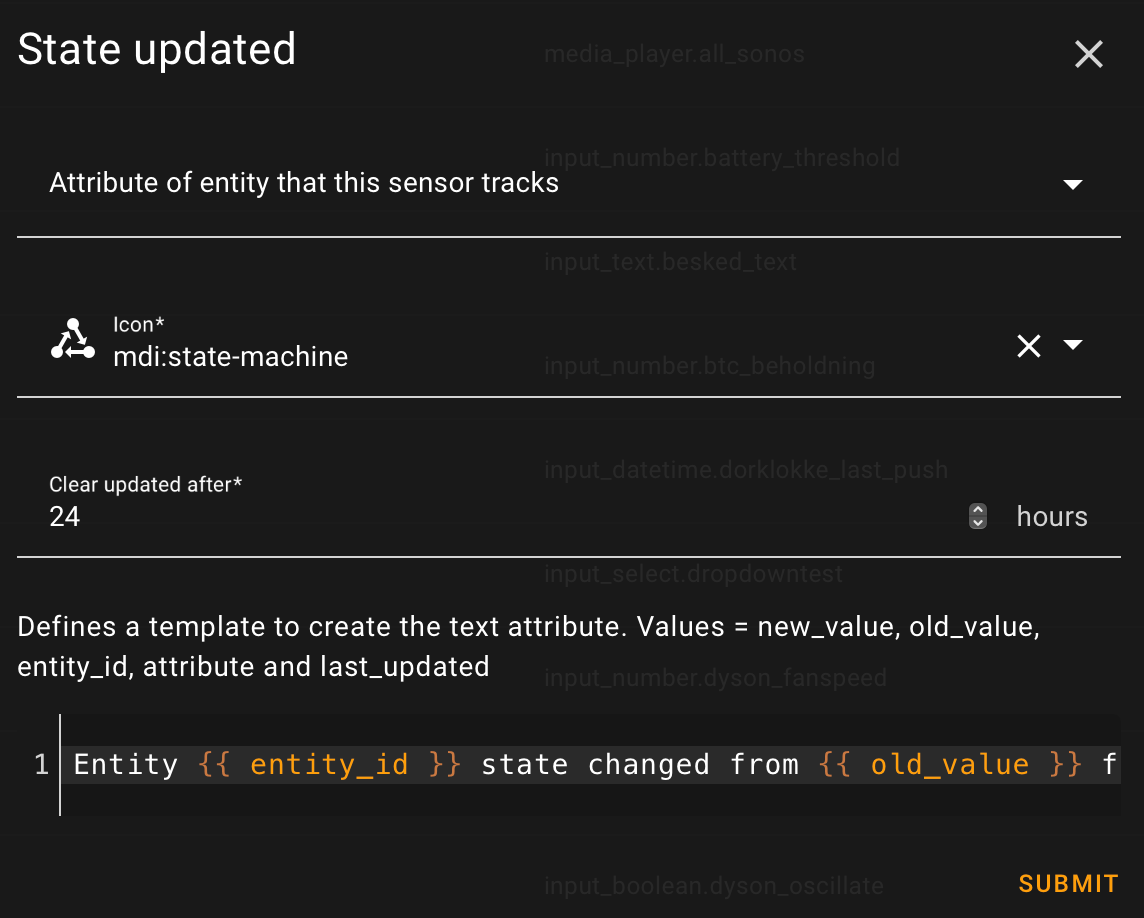 State updated
media_player.all_sonos
input_number.battery_threshold
Attribute of entity that this sensor tracks
input_text.besked_text
Icon*
mdi:state-machine
input_number.btc_beholdning
input_datetime.dorklokke_last_push
Clear updated after*
24
hours
input_select.dropdowntest
Defines a template to create the text attribute. Values = new_value, old_value,
entity_id, attribute and last_updated
input_number.dyson_fanspeed
1 Entity {{ entity_id }} state changed from {{ old_value }} f
input_boolean.dyson_oscillate
SUBMIT